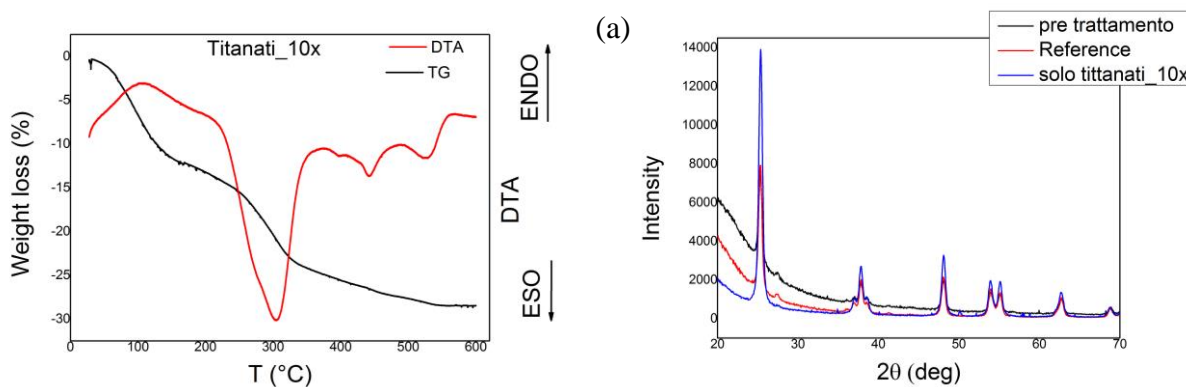 Titanati_10x
DTA
TG
0
-5
-10
-15
-20
-25
-30
Weight loss (%)
0
100
200
300
400
500
600
T (°C)
ENDO
DTA
ESO
(a)
pre trattamento
Reference
solo tittanati_10x
14000
12000
10000
8000
6000
4000
2000
0
Intensity
20
30
40
50
60
70
2θ (deg)